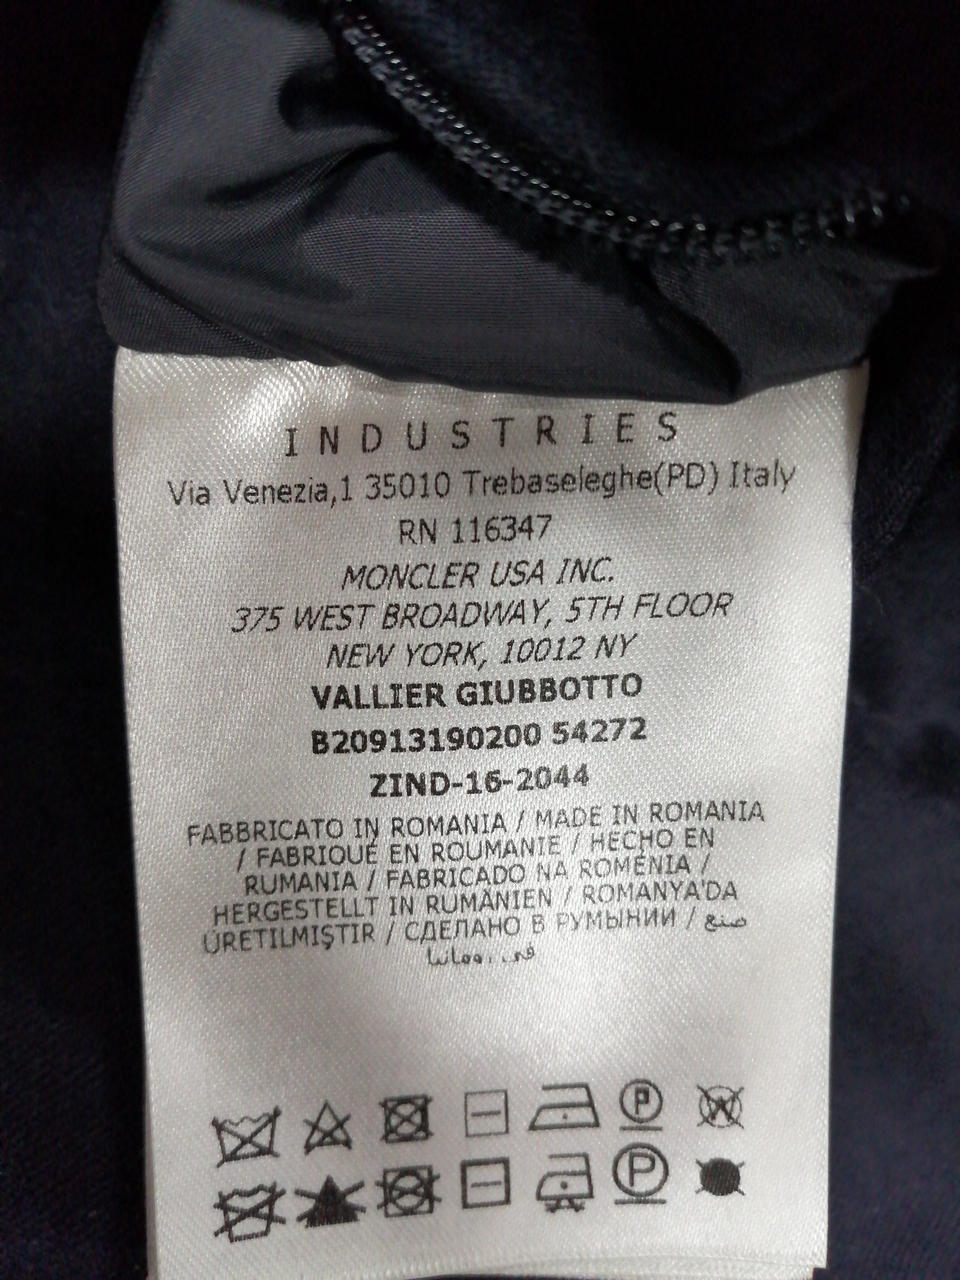 INDUSTRIES
Via Venezia,1 35010 Trebaseleghe(PD) Italy
RN 116347
MONCLER USA INC.
375 WEST BROADWAY, 5TH FLOOR
NEW YORK, 10012 NY
VALLIER GIUBBOTTO
B20913190200 54272
ZIND-16-2044
FABBRICATO IN ROMANIA / MADE IN ROMANIA
/ FABRIQUÉ EN ROUMANIE / HECHO EN
RUMANIA / FABRICADO NA ROMÉNIA /
HERGESTELLT IN RUMÄNIEN / ROMANYA'DA
ÜRETILMIŞTIR / СДЕЛАНО В РУМЫНИИ / صنع
في رومانيا
P W
P